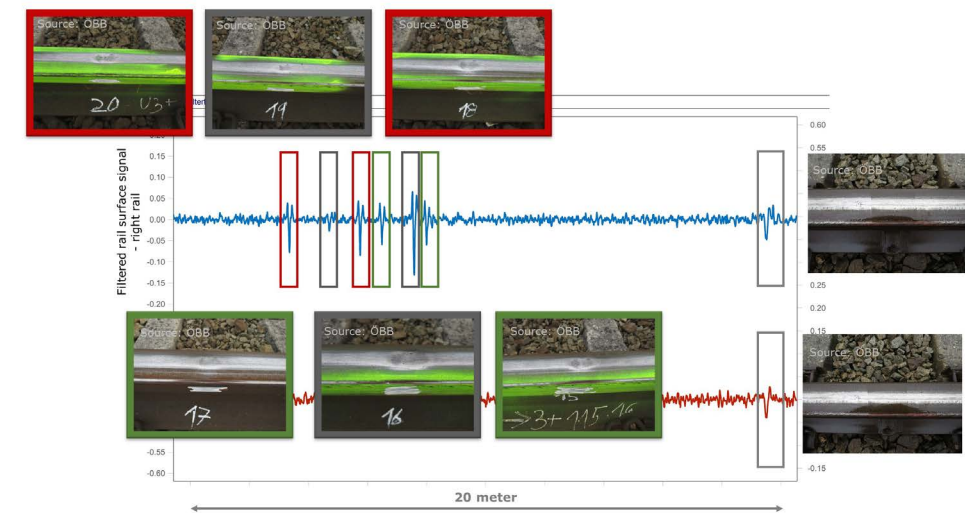 Source: ÖBB
20 U3+
Source: ÖBB
19
Source: ÖBB
18
0.15
0.10
0.05
0.00
-0.05
-0.10
-0.15
-0.20
Filtered rail surface signal
- right rail
0.60
0.55
Source: ÖBB
0.25
0.20
0.15
Source: ÖBB
17
Source: ÖBB
16
Source: ÖBB
15
Source: ÖBB
-0.55
-0.60
-0.15
20 meter